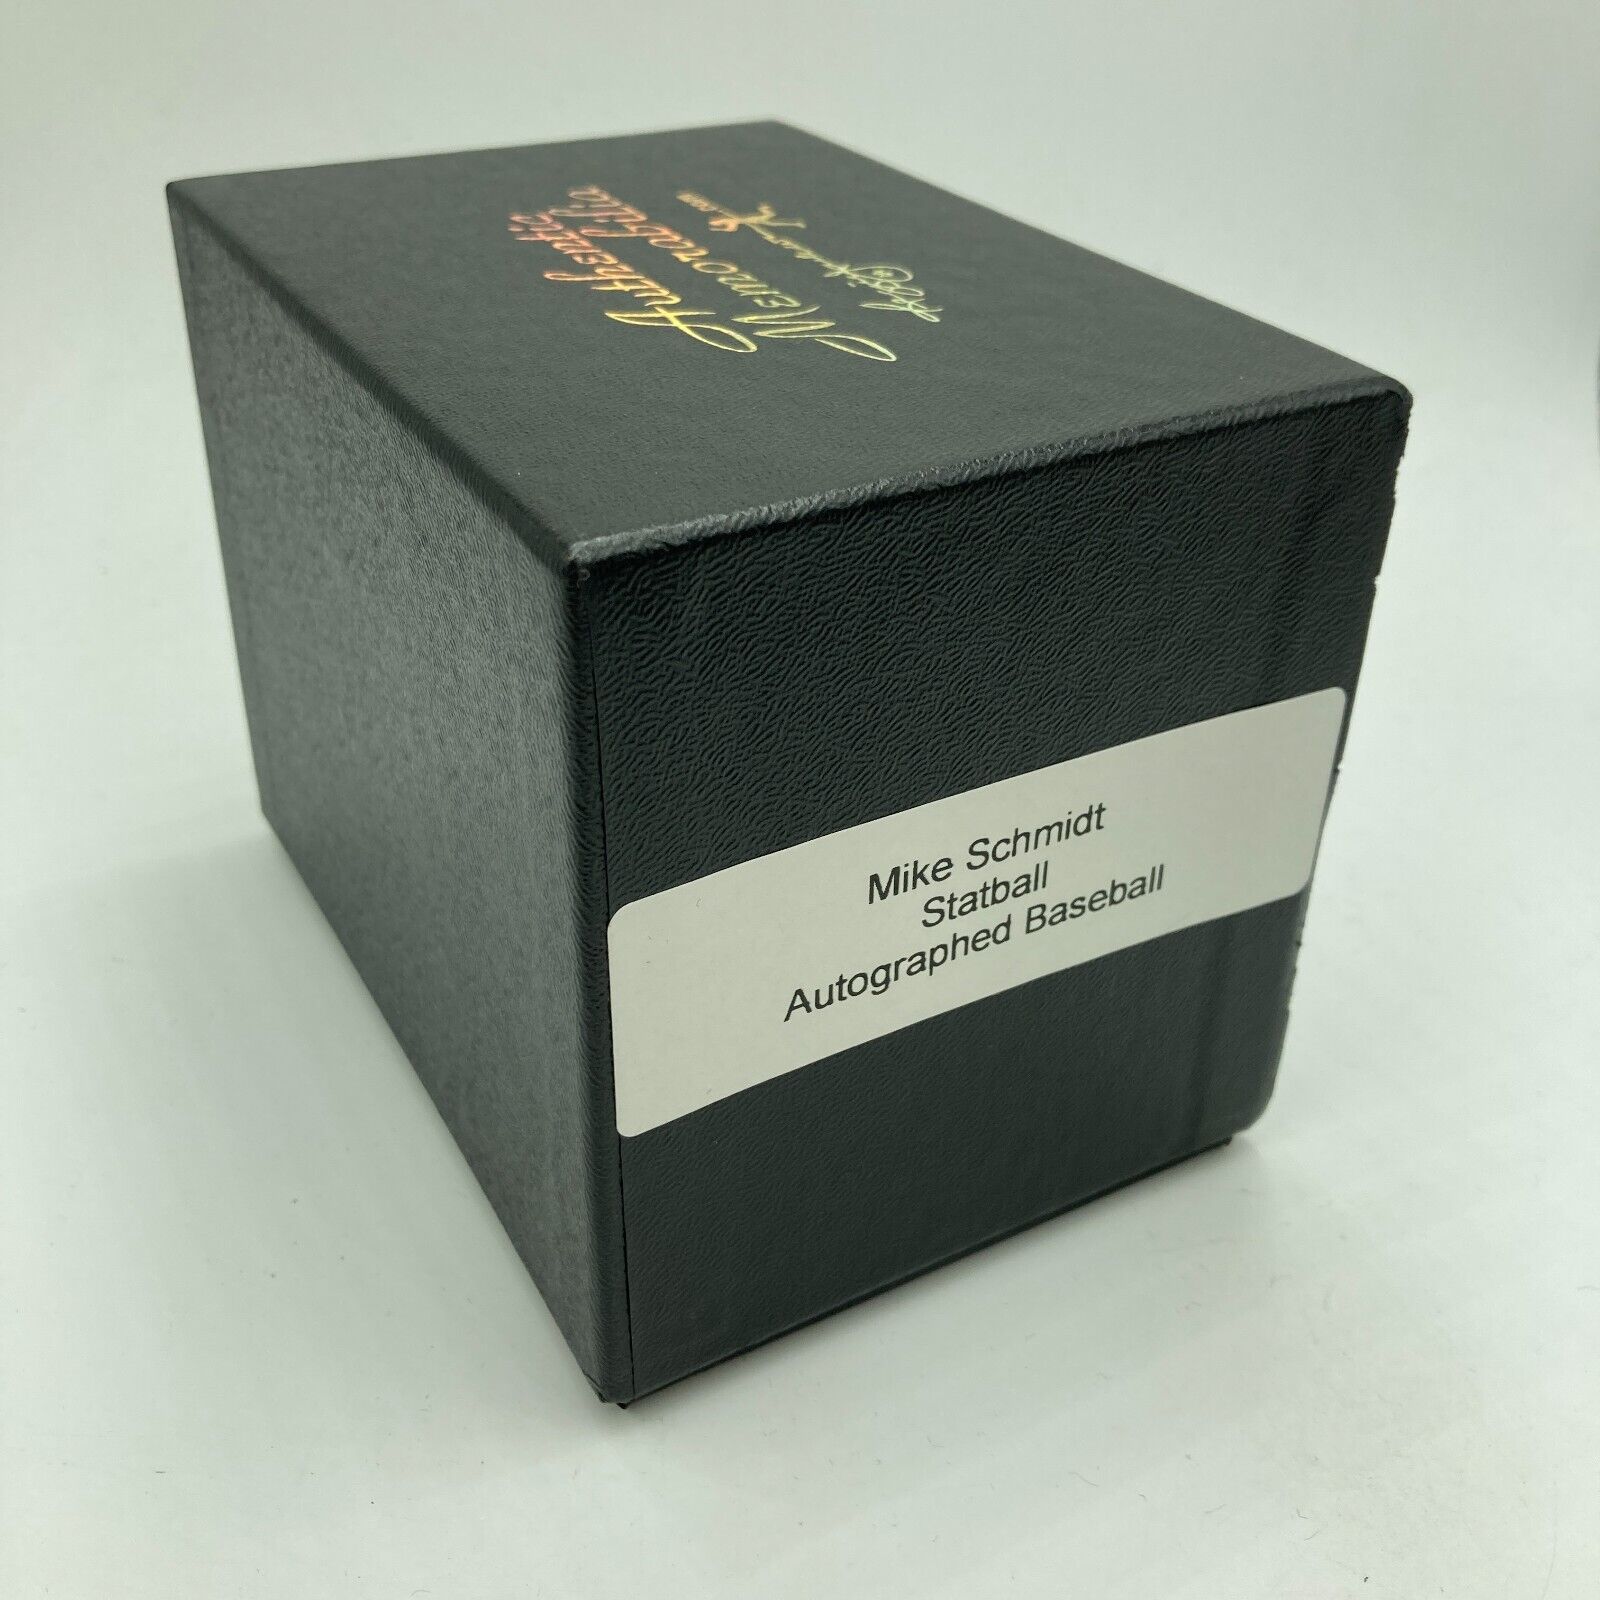 Authentic
Memorabilia
Mike Schmidt
Statball
Autographed Baseball